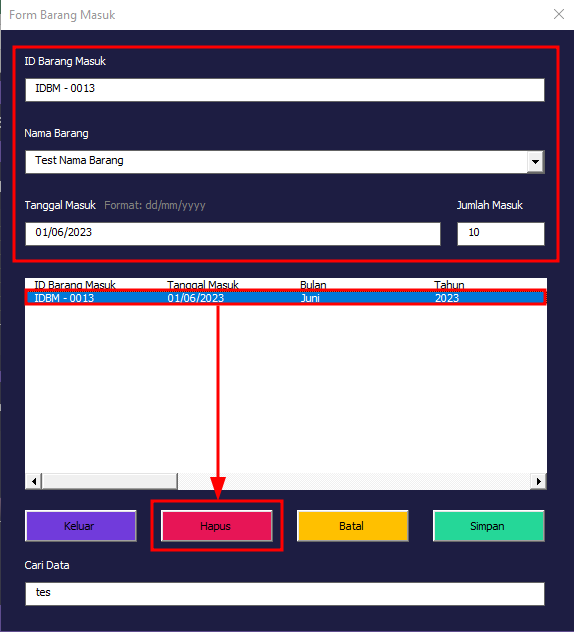 Form Barang Masuk
ID Barang Masuk
IDBM - 0013
Nama Barang
Test Nama Barang
Tanggal Masuk Format: dd/mm/yyyy Jumlah Masuk
01/06/2023 10
ID Barang Masuk Tanggal Masuk Bulan Tahun
IDBM - 0013 01/06/2023 Juni 2023
Keluar Hapus Batal Simpan
Cari Data
tes